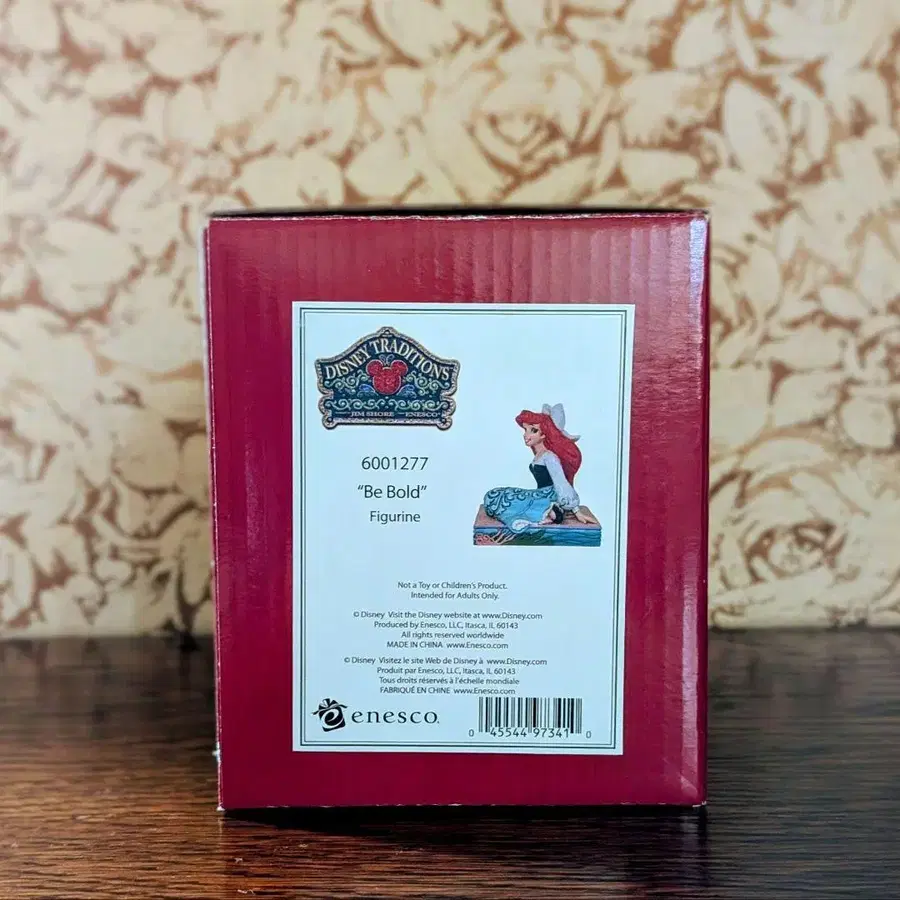 DISNEY TRADITIONS
JIM SHORE ENESCO
6001277
"Be Bold"
Figurine
Not a Toy or Children's Product.
Intended for Adults Only.
© Disney Visit the Disney website at www.Disney.com
Produced by Enesco, LLC, Itasca, IL 60143
All rights reserved worldwide
MADE IN CHINA www.Enesco.com
© Disney Visitez le site Web de Disney à www.Disney.com
Produit par Enesco, LLC, Itasca, IL 60143
Tous droits réservés à l'échelle mondiale
FABRIQUÉ EN CHINE www.Enesco.com
enesco.
0 45544 97341 0